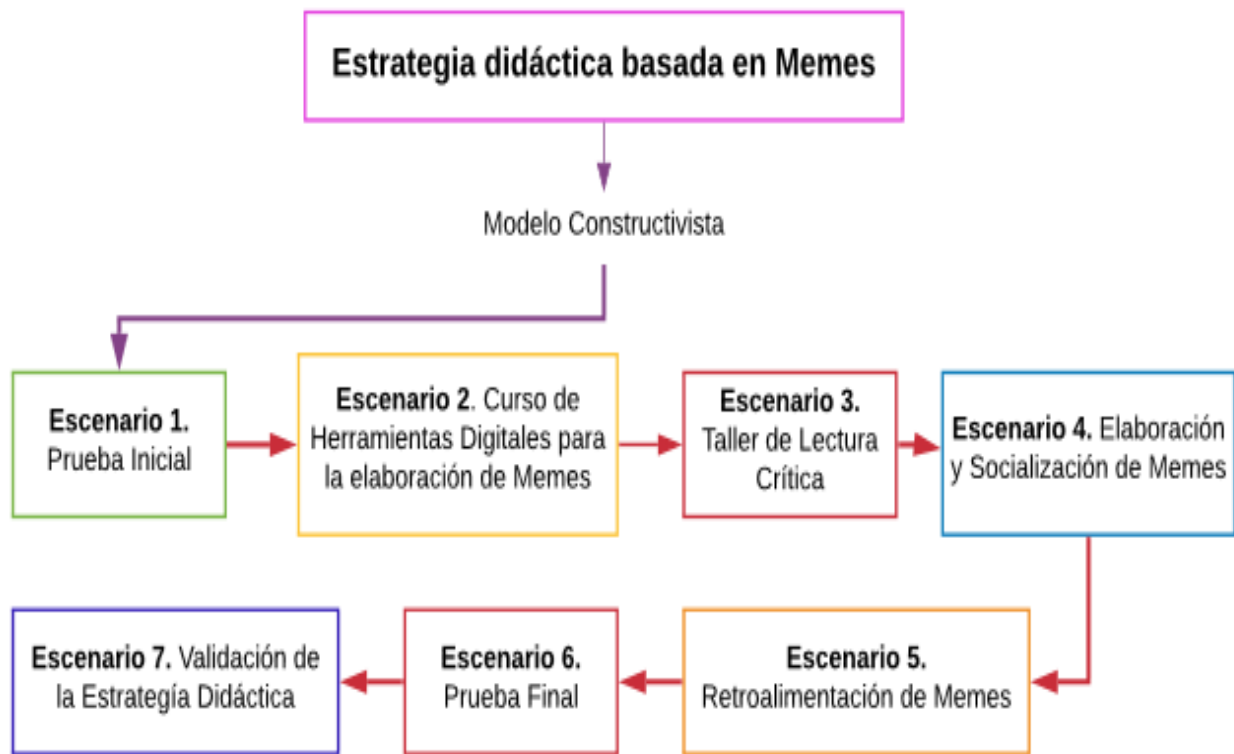 Estrategia didáctica basada en Memes
Modelo Constructivista
Escenario 1.
Prueba Inicial
Escenario 2. Curso de
Herramientas Digitales para
la elaboración de Memes
Escenario 3.
Taller de Lectura
Crítica
Escenario 4. Elaboración
y Socialización de Memes
Escenario 5.
Retroalimentación de Memes
Escenario 6.
Prueba Final
Escenario 7. Validación de
la Estrategía Didáctica